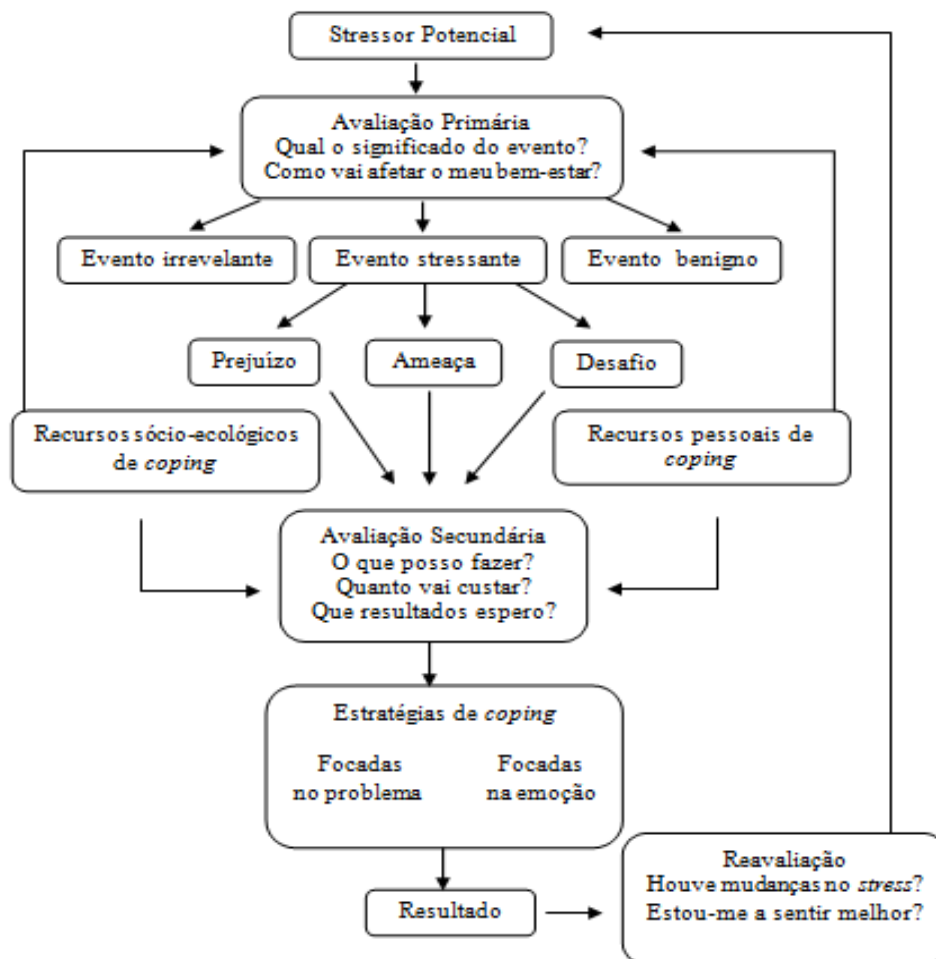 Stressor Potencial
Avaliação Primária
Qual o significado do evento?
Como vai afetar o meu bem-estar?
Evento irrevelante
Evento stressante
Evento benigno
Prejuízo
Ameaça
Desafio
Recursos sócio-ecológicos
de coping
Recursos pessoais de
coping
Avaliação Secundária
O que posso fazer?
Quanto vai custar?
Que resultados espero?
Estratégias de coping
Focadas
no problema
Focadas
na emoção
Resultado
Reavaliação
Houve mudanças no stress?
Estou-me a sentir melhor?